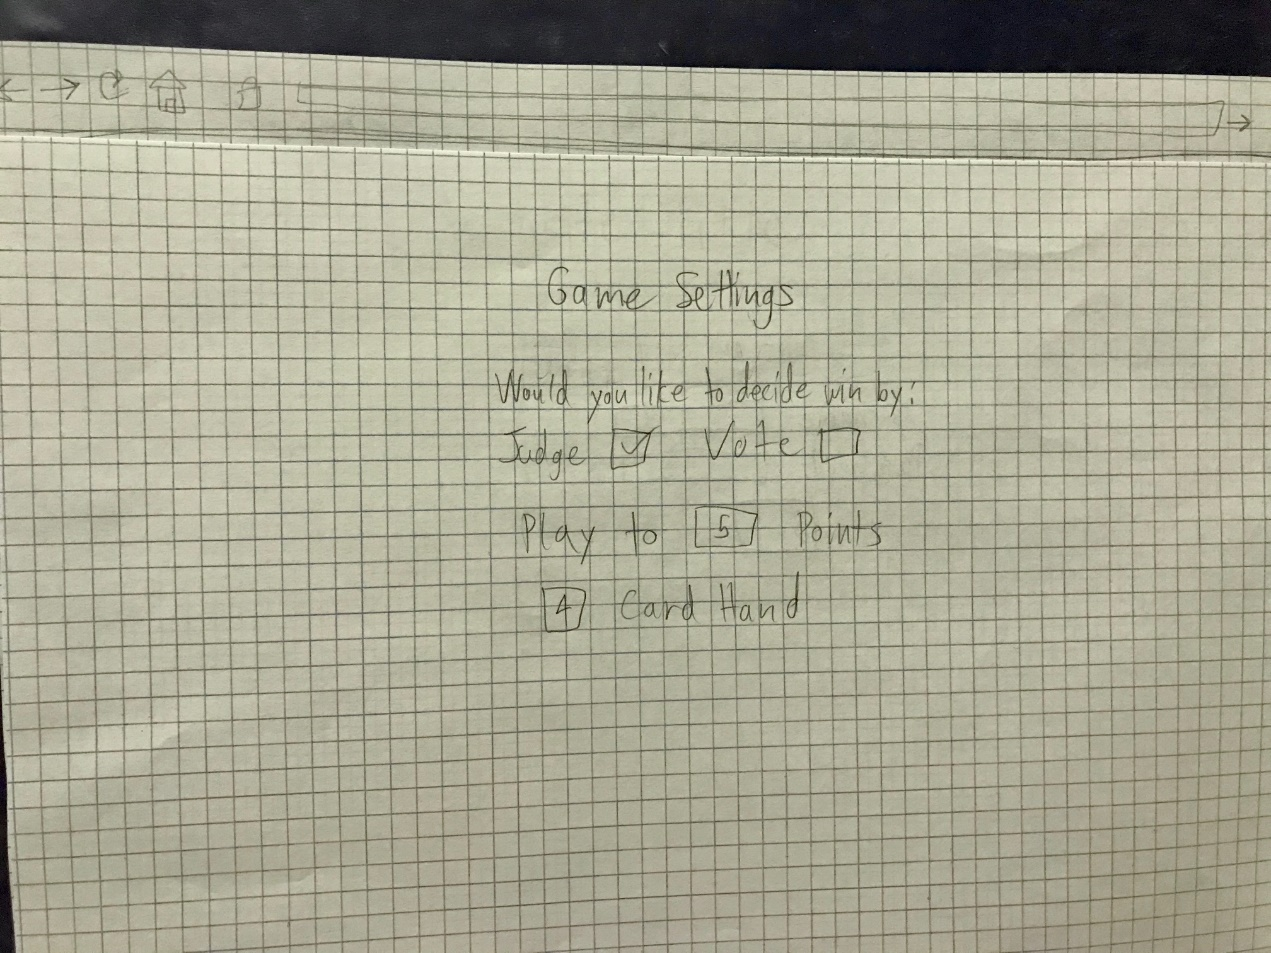 Game Settings
Would you like to decide win by:
Judge Vote
Play to 5 Points
4 Card Hand